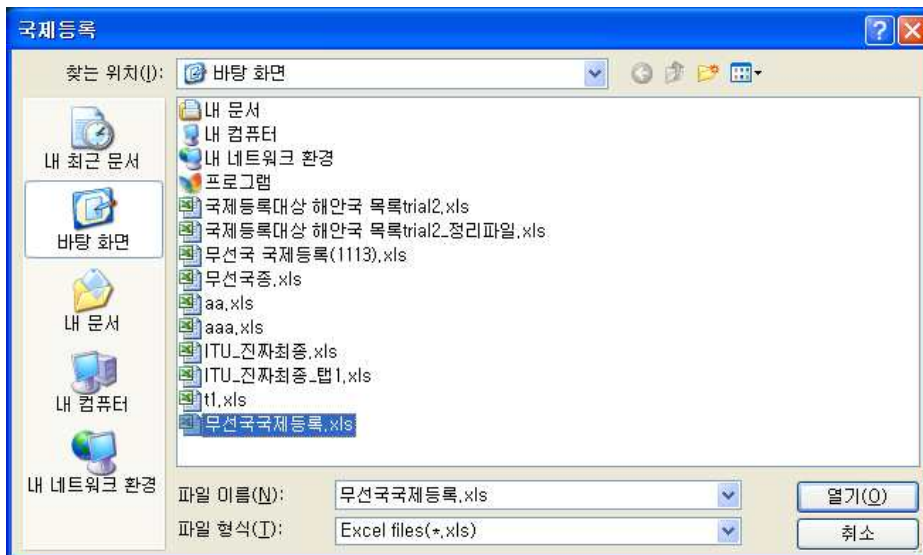 국제등록
찾는 위치(I):
바탕 화면
내 최근 문서
바탕 화면
내 문서
내 컴퓨터
내 네트워크 환경
내 문서
내 컴퓨터
내 네트워크 환경
프로그램
국제등록대상 해안국 목록trial2.xls
국제등록대상 해안국 목록trial2_정리파일.xls
무선국 국제등록(1113).xls
무선국종.xls
aa.xls
aaa.xls
ITU_진짜최종.xls
ITU_진짜최종_탭1.xls
t1.xls
무선국국제등록.xls
파일 이름(N):
무선국국제등록.xls
열기(O)
파일 형식(T):
Excel files(*.xls)
취소